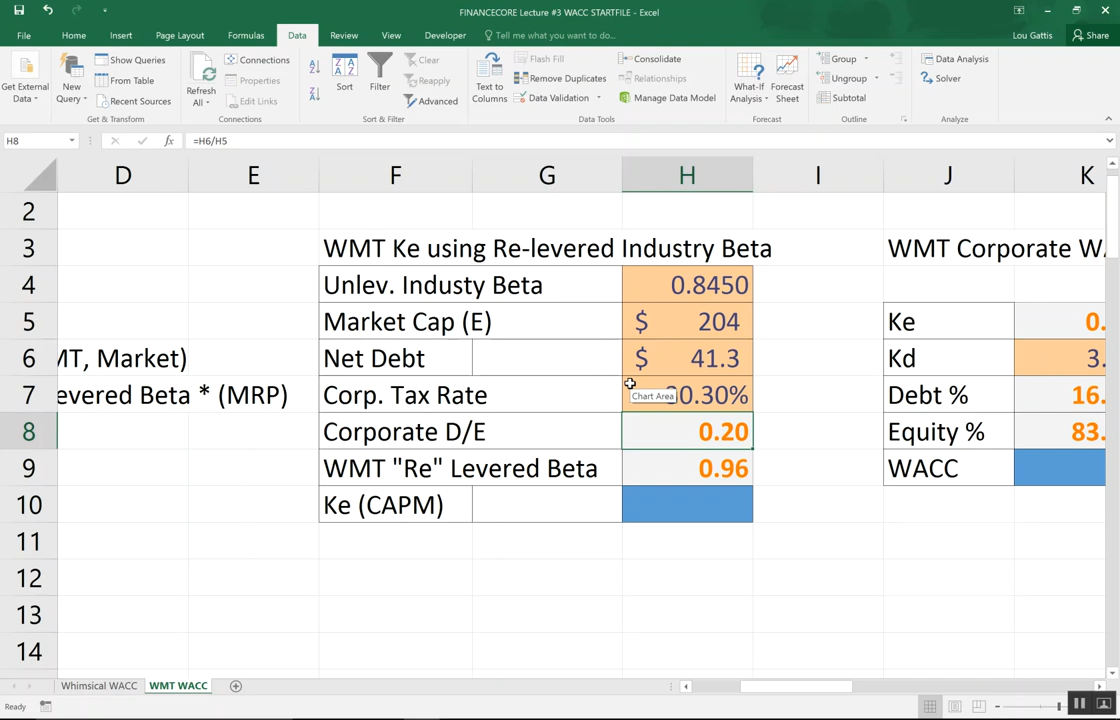 FINANCECORE Lecture #3 WACC STARTFILE - Excel
File Home Insert Page Layout Formulas Data Review View Developer Tell me what you want to do... Lou Gattis Share
Get External Data
New Query
Show Queries
From Table
Recent Sources
Get & Transform
Refresh All
Connections
Properties
Edit Links
Connections
Sort
Filter
Clear
Reapply
Advanced
Sort & Filter
Text to Columns
Flash Fill
Remove Duplicates
Data Validation
Consolidate
Relationships
Manage Data Model
Data Tools
What-If Analysis
Forecast Sheet
Forecast
Group
Ungroup
Subtotal
Outline
Data Analysis
Solver
Analyze
H8 fx =H6/H5
D E F G H I J K
2
3 WMT Ke using Re-levered Industry Beta WMT Corporate WA
4 Unlev. Industy Beta 0.8450
5 Market Cap (E) $ 204 Ke 0.
6 MT, Market) Net Debt $ 41.3 Kd 3.
7 evered Beta * (MRP) Corp. Tax Rate 0.30% Debt % 16.
Chart Area
8 Corporate D/E 0.20 Equity % 83.
9 WMT "Re" Levered Beta 0.96 WACC
10 Ke (CAPM)
11
12
13
14
Whimsical WACC WMT WACC
Ready